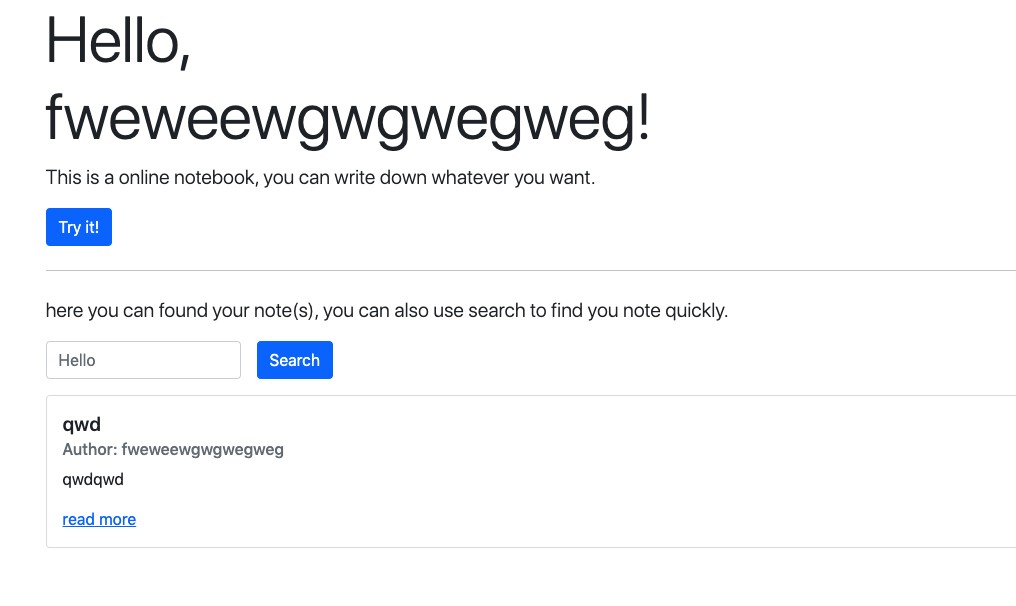 Hello,
fweweewgwgwegweg!
This is a online notebook, you can write down whatever you want.
Try it!
here you can found your note(s), you can also use search to find you note quickly.
Hello
Search
qwd
Author: fweweewgwgwegweg
qwdqwd
read more